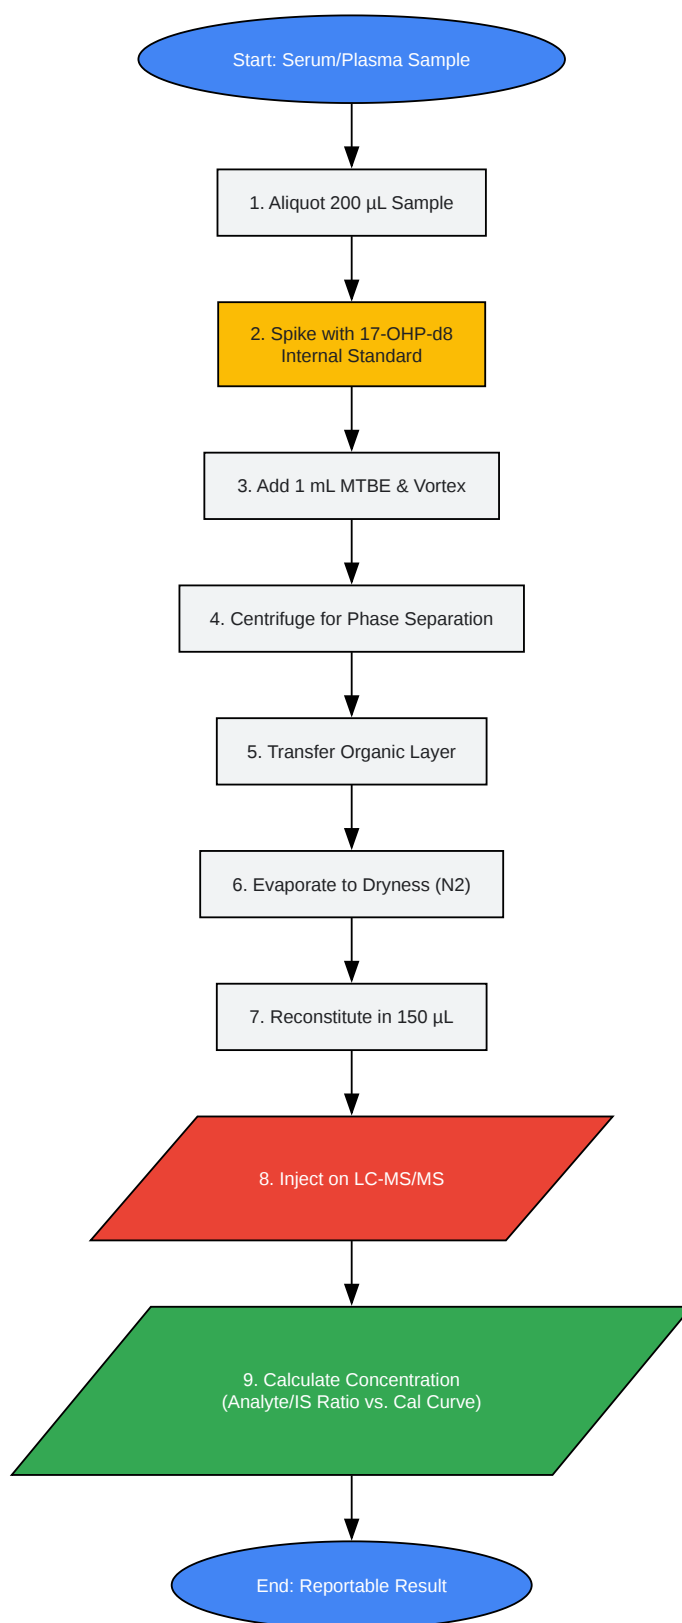 Start: Serum/Plasma Sample
1. Aliquot 200 µL Sample
2. Spike with 17-OHP-d8
Internal Standard
3. Add 1 mL MTBE & Vortex
4. Centrifuge for Phase Separation
5. Transfer Organic Layer
6. Evaporate to Dryness (N2)
7. Reconstitute in 150 µL
8. Inject on LC-MS/MS
9. Calculate Concentration
(Analyte/IS Ratio vs. Cal Curve)
End: Reportable Result